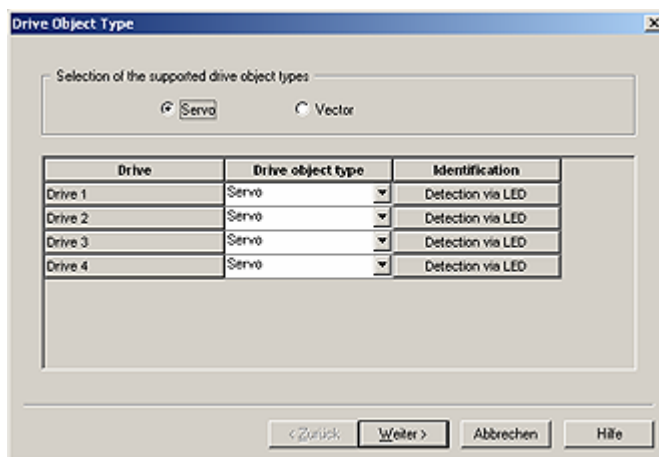 Drive Object Type
Selection of the supported drive object types
Servo Vector
Drive Drive object type Identification
Drive 1 Servo Detection via LED
Drive 2 Servo Detection via LED
Drive 3 Servo Detection via LED
Drive 4 Servo Detection via LED
< Zurück Weiter > Abbrechen Hilfe